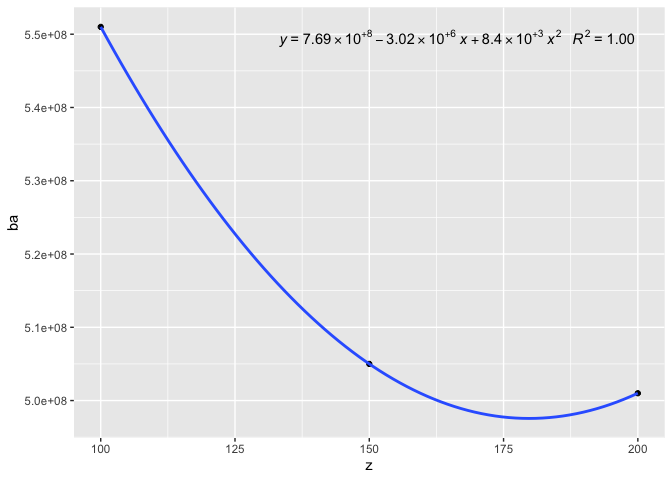 y = 7.69 × 10⁺⁸ − 3.02 × 10⁺⁶ x + 8.4 × 10⁺³ x²   R² = 1.00
5.5e+08
5.4e+08
5.3e+08
5.2e+08
5.1e+08
5.0e+08
ba
100 125 150 175 200
z